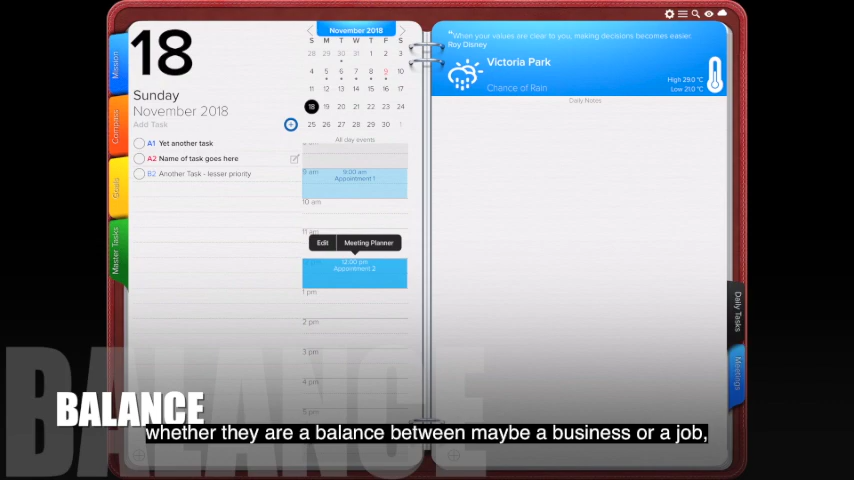 18
Sunday
November 2018
Add Task
A1 Yet another task
A2 Name of task goes here
B2 Another Task - lesser priority
November 2018
S M T W T F S
28 29 30 31 1 2 3
4 5 6 7 8 9 10
11 12 13 14 15 16 17
18 19 20 21 22 23 24
25 26 27 28 29 30 1
All day events
9 am
9:00 am
Appointment 1
10 am
11 am
Edit Meeting Planner
12:00 pm
Appointment 2
1 pm
2 pm
3 pm
4 pm
5 pm
"When your values are clear to you, making decisions becomes easier.
Roy Disney
Victoria Park
Chance of Rain
High 29.0 °C
Low 21.0 °C
Daily Notes
Mission
Compass
Goals
Master Tasks
Daily Tasks
Meetings
BALANCE
BALANCE
whether they are a balance between maybe a business or a job,